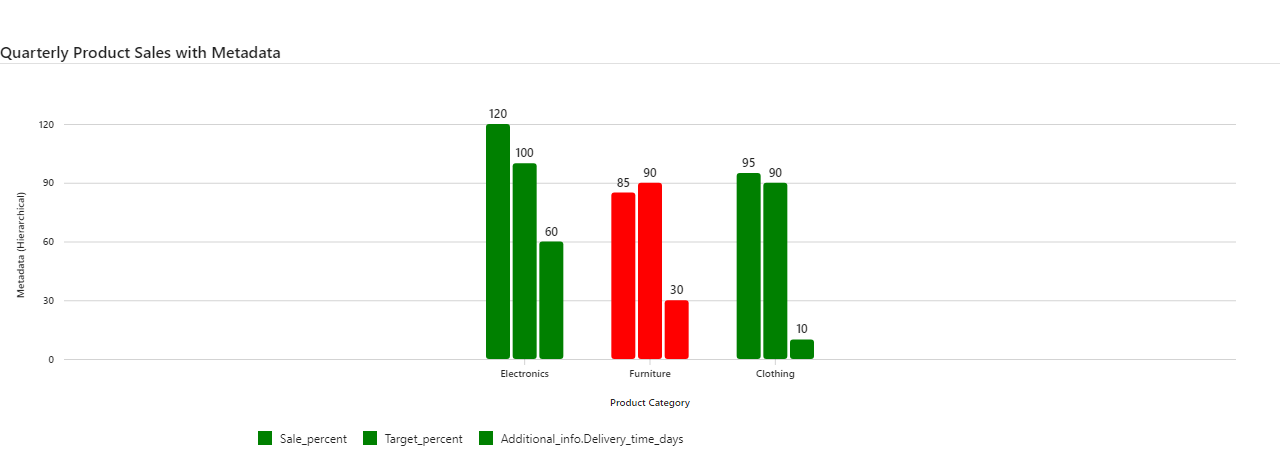 Quarterly Product Sales with Metadata
120
100
60
85
90
30
95
90
10
120
90
60
30
0
Metadata (Hierarchical)
Electronics
Furniture
Clothing
Product Category
Sale_percent
Target_percent
Additional_info.Delivery_time_days